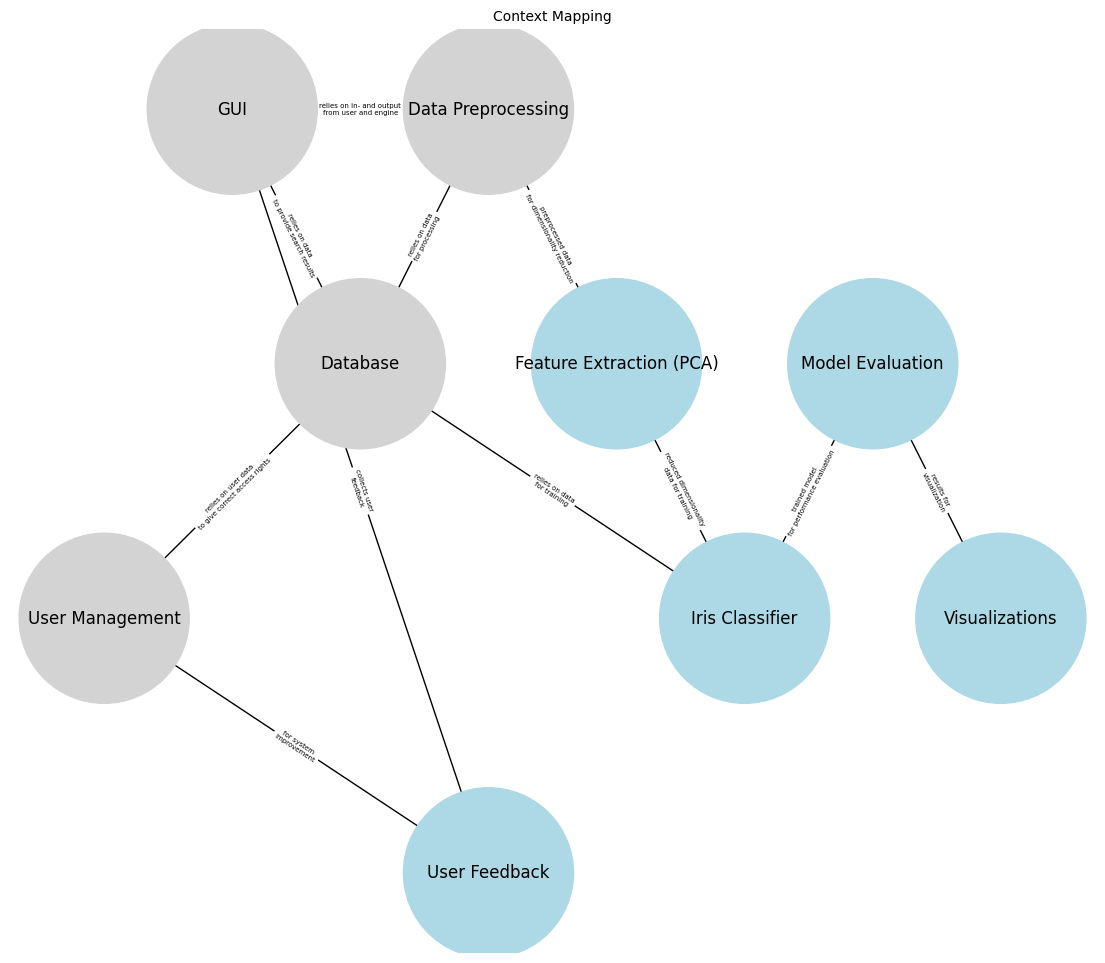 Context Mapping
GUI
relies on in- and output
from user and engine
Data Preprocessing
relies on data
to provide search results
relies on data
for processing
preprocessed data
for dimensionality reduction
Database
Feature Extraction (PCA)
Model Evaluation
relies on user data
to give correct access rights
collects user
feedback
relies on data
for training
reduced dimensionality
data for training
trained model
for performance evaluation
results for
visualization
User Management
Iris Classifier
Visualizations
for system
improvement
User Feedback